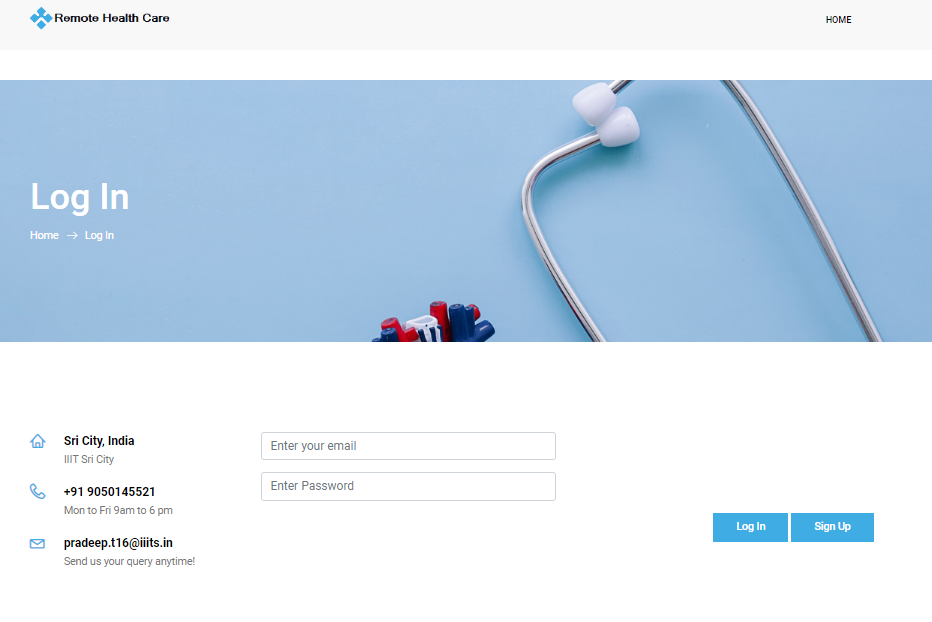 Remote Health Care
HOME
Log In
Home → Log In
Sri City, India
IIIT Sri City
+91 9050145521
Mon to Fri 9am to 6 pm
pradeep.t16@iiits.in
Send us your query anytime!
Enter your email
Enter Password
Log In
Sign Up